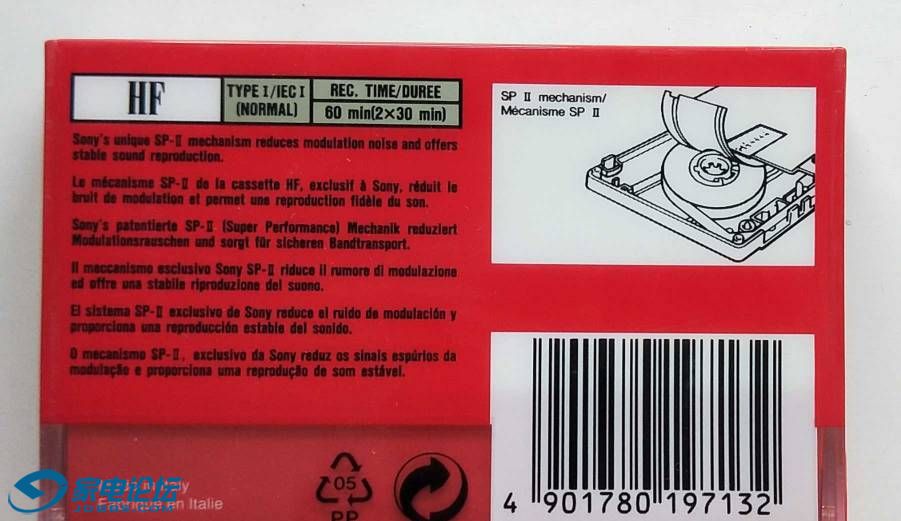 HF
TYPE I/IEC I
(NORMAL)
REC. TIME/DUREE
60 min(2×30 min)
Sony's unique SP-II mechanism reduces modulation noise and offers
stable sound reproduction.
Le mécanisme SP-II de la cassette HF, exclusif à Sony, réduit le
bruit de modulation et permet une reproduction fidèle du son.
Sony's patentierte SP-II (Super Performance) Mechanik reduziert
Modulationsrauschen und sorgt für sicheren Bandtransport.
Il meccanismo esclusivo Sony SP-II riduce il rumore di modulazione
ed offre una stabile riproduzione del suono.
El sistema SP-II exclusivo de Sony reduce el ruido de modulación y
proporciona una reproducción estable del sonido.
O mecanismo SP-II, exclusivo da Sony reduz os sinais espúrios da
modulação e proporciona uma reprodução de som estável.
SP II mechanism/
Mécanisme SP II
4 901780 197132
05
PP
家电论坛
Fabriqué en Italie